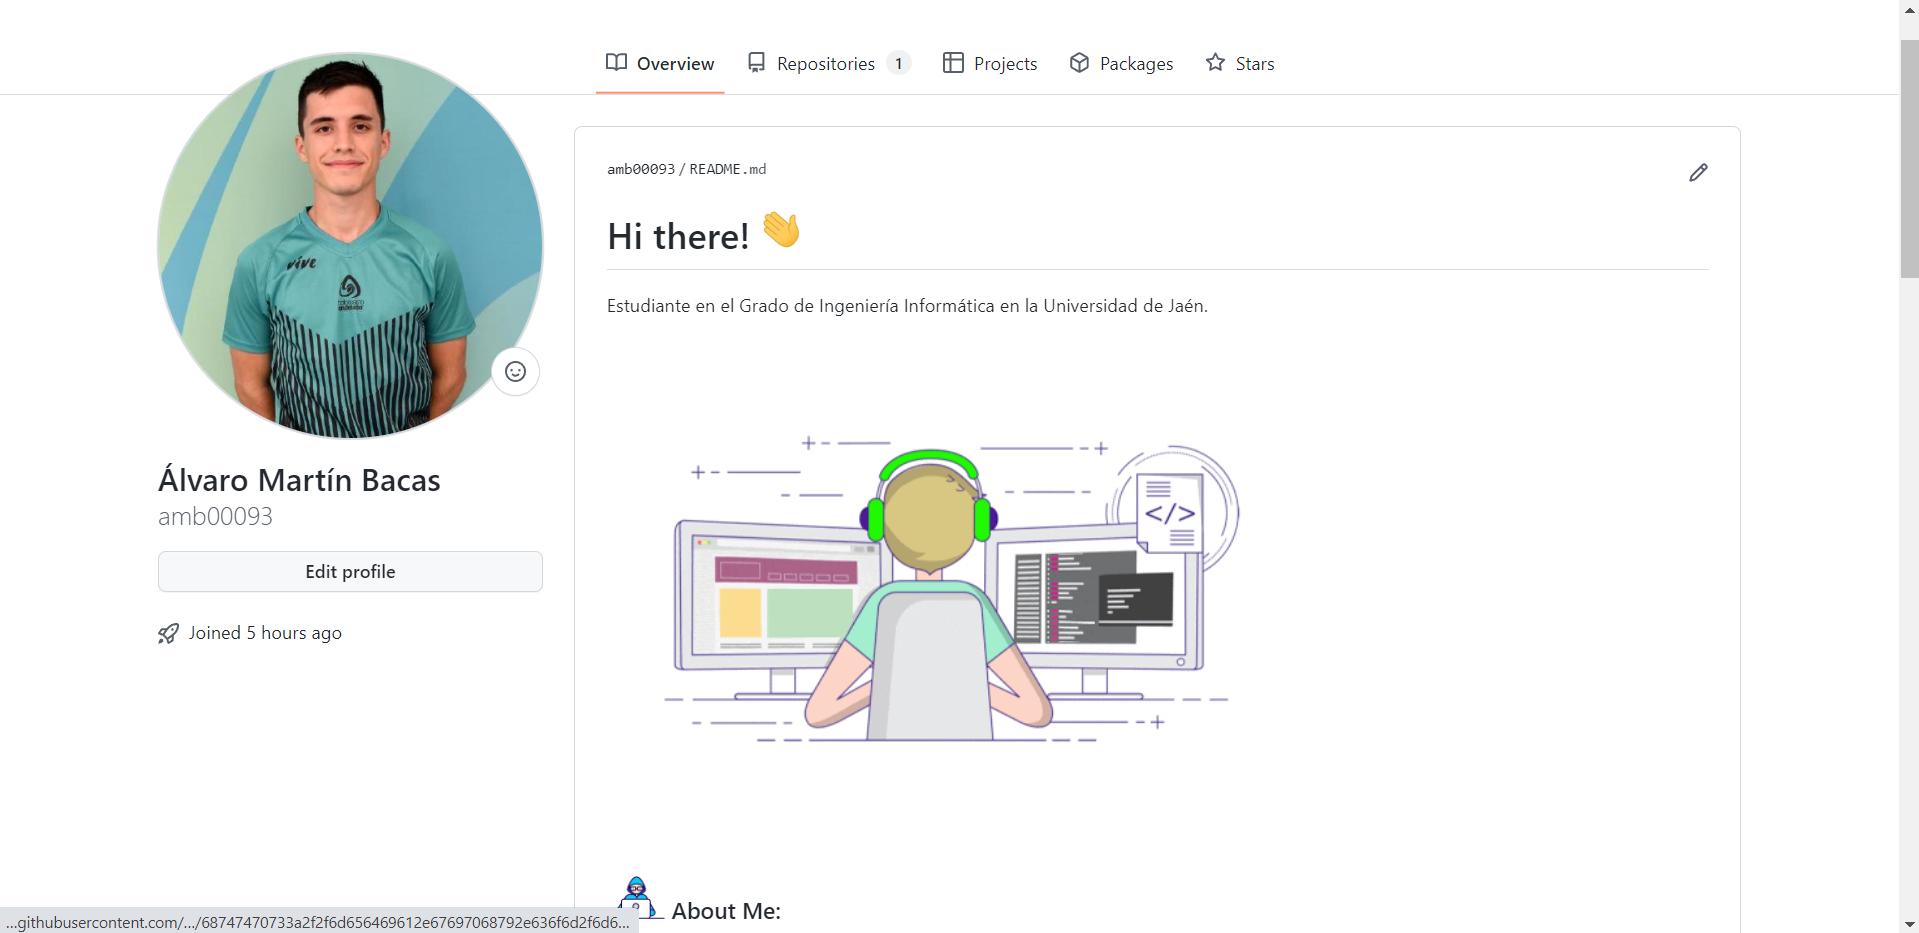 Overview Repositories 1 Projects Packages Stars
amb00093 / README.md
Hi there! 👋
Estudiante en el Grado de Ingeniería Informática en la Universidad de Jaén.
vive
</>
Álvaro Martín Bacas
amb00093
Edit profile
Joined 5 hours ago
About Me:
...githubusercontent.com/.../68747470733a2f2f6d656469612e67697068792e636f6d2f6d6...